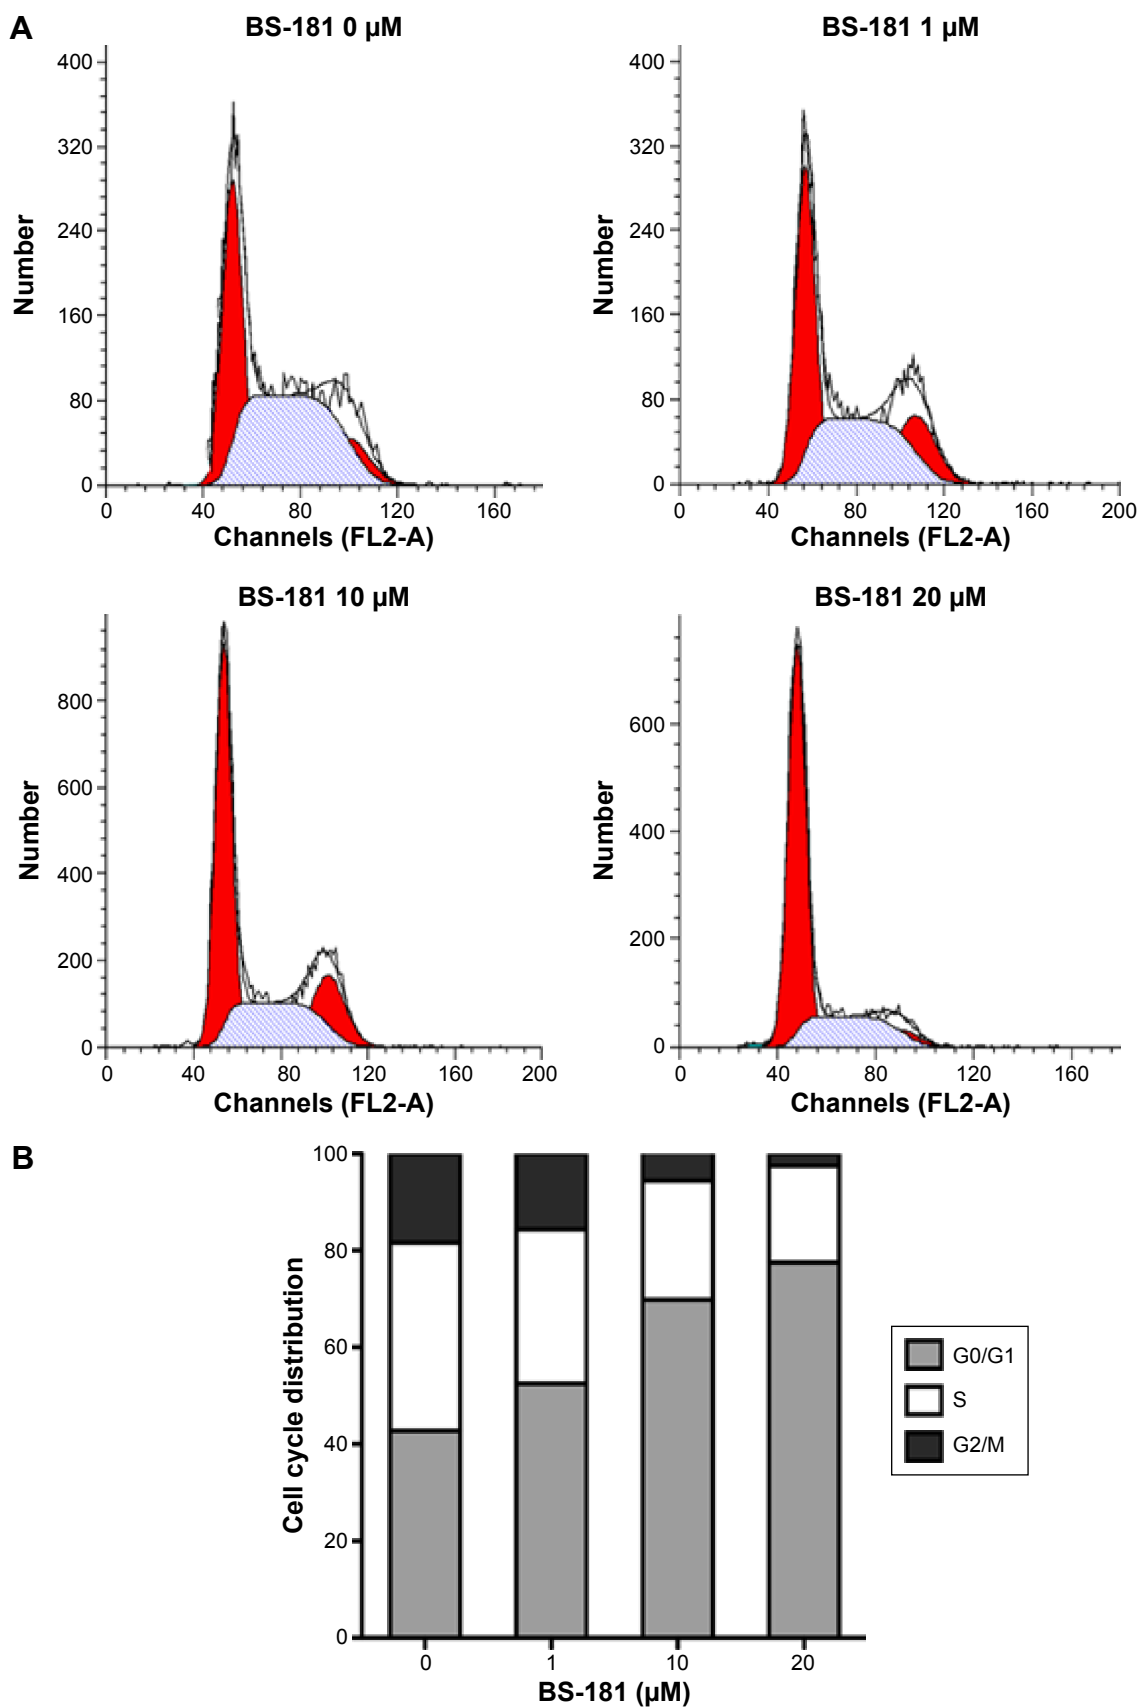 A
BS-181 0 µM
BS-181 1 µM
Number
400
320
240
160
80
0
0 40 80 120 160
Channels (FL2-A)
Number
400
320
240
160
80
0
0 40 80 120 160 200
Channels (FL2-A)
BS-181 10 µM
BS-181 20 µM
Number
800
600
400
200
0
0 40 80 120 160 200
Channels (FL2-A)
Number
600
400
200
0
0 40 80 120 160
Channels (FL2-A)
B
Cell cycle distribution
100
80
60
40
20
0
0 1 10 20
BS-181 (µM)
G0/G1
S
G2/M